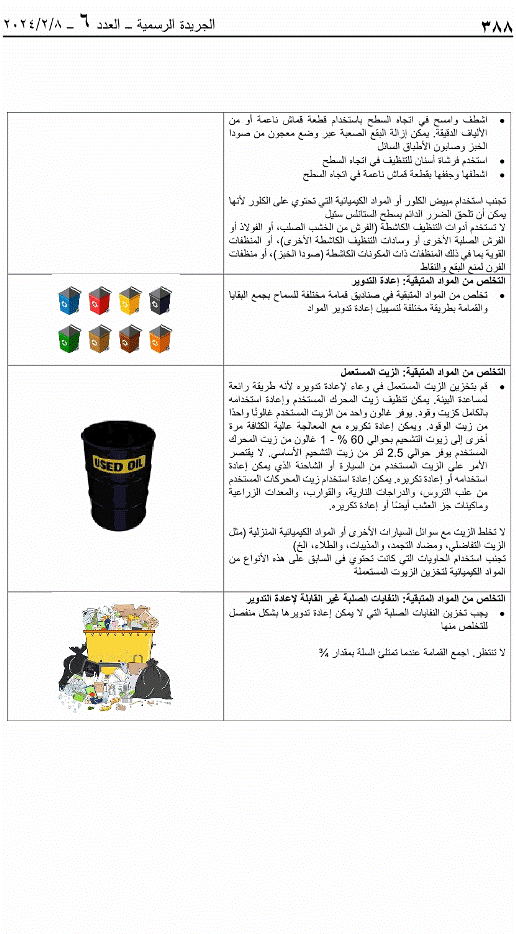 ٣٨٨
الجريدة الرسمية – العدد ٦ – ٢٠٢٤/٢/٨
• اشطف وامسح في اتجاه السطح باستخدام قطعة قماش ناعمة أو من
الألياف الدقيقة. يمكن إزالة البقع الصعبة عبر وضع معجون من صودا
الخبز وصابون الأطباق السائل
• استخدم فرشاة أسنان للتنظيف في اتجاه السطح
• اشطفها وجففها بقطعة قماش ناعمة في اتجاه السطح
تجنب استخدام مبيض الكلور أو المواد الكيميائية التي تحتوي على الكلور لأنها
يمكن أن تلحق الضرر الدائم بسطح الستانلس ستيل
لا تستخدم أدوات التنظيف الكاشطة (الفرش من الخشب الصلب، أو الفولاذ أو
الفرش الصلبة الأخرى أو وسادات التنظيف الكاشطة الأخرى)، أو المنظفات
القوية بما في ذلك المنظفات ذات المكونات الكاشطة (صودا الخبز)، أو منظفات
الفرن لمنع البقع والنقاط
التخلص من المواد المتبقية: إعادة التدوير
• تخلص من المواد المتبقية في صناديق قمامة مختلفة للسماح بجمع البقايا
والقمامة بطريقة مختلفة لتسهيل إعادة تدوير المواد
التخلص من المواد المتبقية: الزيت المستعمل
• قم بتخزين الزيت المستعمل في وعاء لإعادة تدويره لأنه طريقة رائعة
لمساعدة البيئة. يمكن تنظيف زيت المحرك المستخدم وإعادة استخدامه
بالكامل كزيت وقود. يوفر غالون واحد من الزيت المستخدم غالونًا واحدًا
من زيت الوقود. ويمكن إعادة تكريره مع المعالجة عالية الكثافة مرة
أخرى إلى زيوت التشحيم بحوالي 60 % - 1 غالون من زيت المحرك
المستخدم يوفر حوالي 2.5 لتر من زيت التشحيم الأساسي. لا يقتصر
الأمر على الزيت المستخدم من السيارة أو الشاحنة الذي يمكن إعادة
استخدامه أو إعادة تكريره. يمكن إعادة استخدام زيت المحركات المستخدم
من علب التروس، والدراجات النارية، والقوارب، والمعدات الزراعية
وماكينات جز العشب أيضًا أو إعادة تكريره.
USED OIL
لا تخلط الزيت مع سوائل السيارات الأخرى أو المواد الكيميائية المنزلية (مثل
الزيت التفاضلي، ومضاد التجمد، والمذيبات، والطلاء، الخ)
تجنب استخدام الحاويات التي كانت تحتوي في السابق على هذه الأنواع من
المواد الكيميائية لتخزين الزيوت المستعملة
التخلص من المواد المتبقية: النفايات الصلبة غير القابلة لإعادة التدوير
• يجب تخزين النفايات الصلبة التي لا يمكن إعادة تدويرها بشكل منفصل
للتخلص منها
لا تنتظر. اجمع القمامة عندما تمتلئ السلة بمقدار ¾